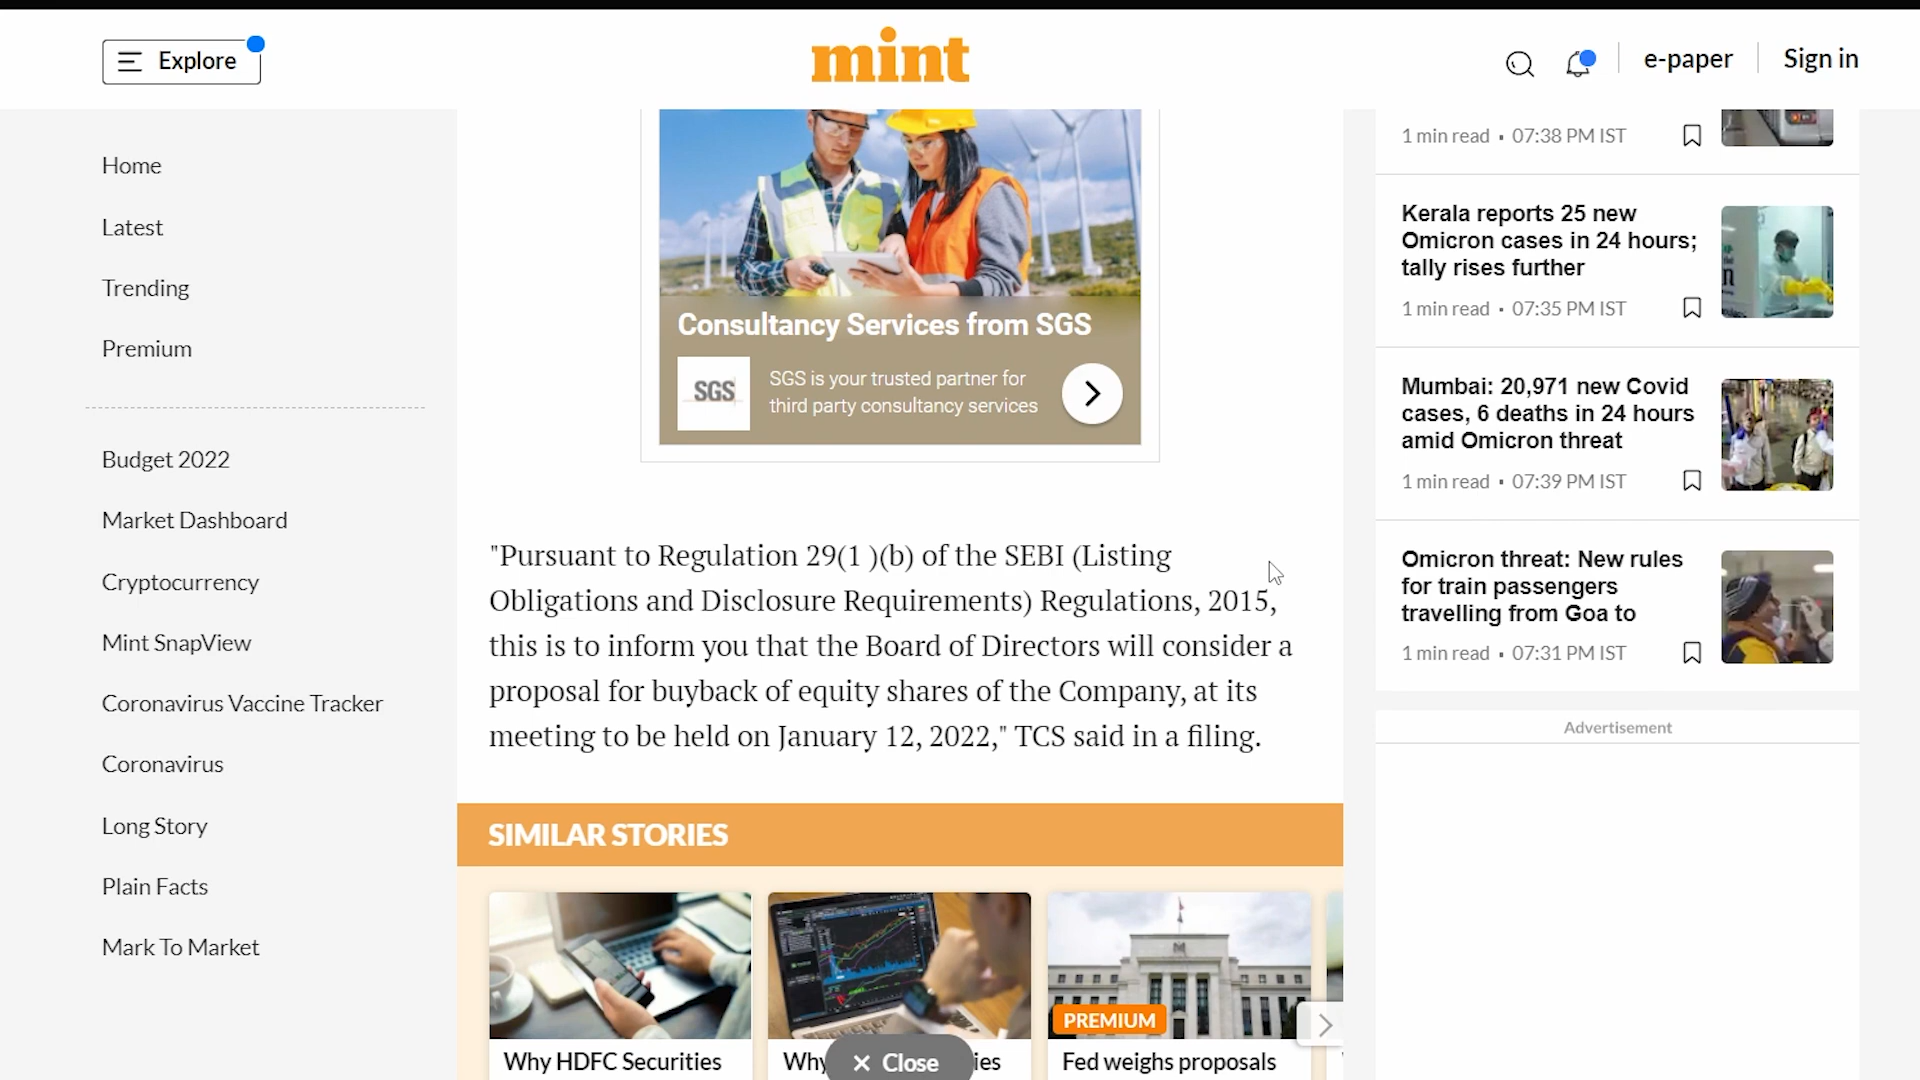 Explore
mint
e-paper
Sign in
Home
Latest
Trending
Premium
Budget 2022
Market Dashboard
Cryptocurrency
Mint SnapView
Coronavirus Vaccine Tracker
Coronavirus
Long Story
Plain Facts
Mark To Market
Consultancy Services from SGS
SGS
SGS is your trusted partner for
third party consultancy services
"Pursuant to Regulation 29(1 )(b) of the SEBI (Listing
Obligations and Disclosure Requirements) Regulations, 2015,
this is to inform you that the Board of Directors will consider a
proposal for buyback of equity shares of the Company, at its
meeting to be held on January 12, 2022," TCS said in a filing.
SIMILAR STORIES
PREMIUM
Why HDFC Securities
Why
Fed weighs proposals
× Close
1 min read • 07:38 PM IST
Kerala reports 25 new
Omicron cases in 24 hours;
tally rises further
1 min read • 07:35 PM IST
Mumbai: 20,971 new Covid
cases, 6 deaths in 24 hours
amid Omicron threat
1 min read • 07:39 PM IST
Omicron threat: New rules
for train passengers
travelling from Goa to
1 min read • 07:31 PM IST
Advertisement